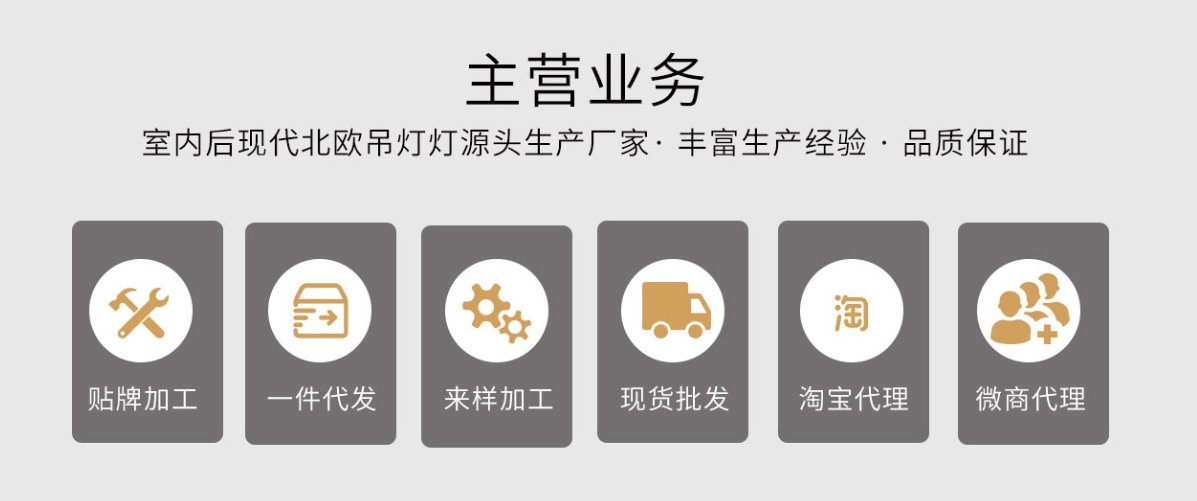 主营业务
室内后现代北欧吊灯灯源头生产厂家· 丰富生产经验 · 品质保证
淘
贴牌加工 一件代发 来样加工 现货批发 淘宝代理 微商代理